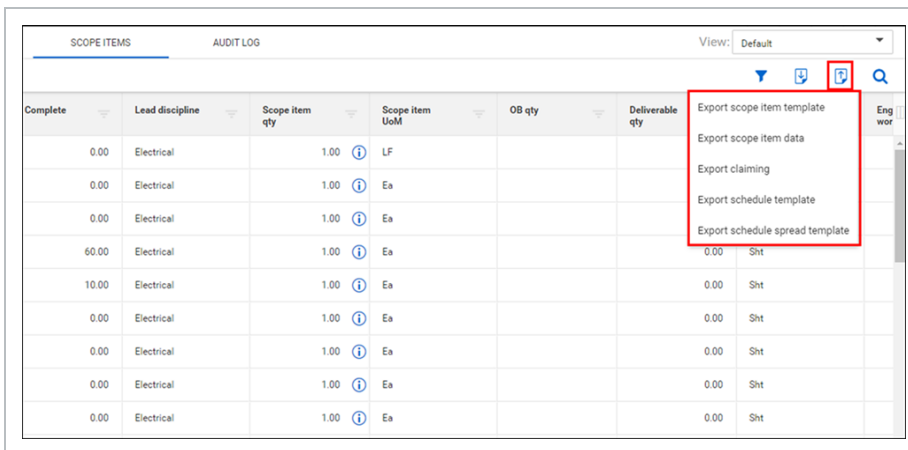 SCOPE ITEMS AUDIT LOG View: Default
Complete Lead discipline Scope item qty Scope item UoM OB qty Deliverable qty Eng wor
Export scope item template
Export scope item data
Export claiming
Export schedule template
Export schedule spread template
0.00 Electrical 1.00 LF
0.00 Electrical 1.00 Ea
0.00 Electrical 1.00 Ea
60.00 Electrical 1.00 Ea 0.00 Sht
10.00 Electrical 1.00 Ea 0.00 Sht
0.00 Electrical 1.00 Ea 0.00 Sht
0.00 Electrical 1.00 Ea 0.00 Sht
0.00 Electrical 1.00 Ea 0.00 Sht
0.00 Electrical 1.00 Ea 0.00 Sht